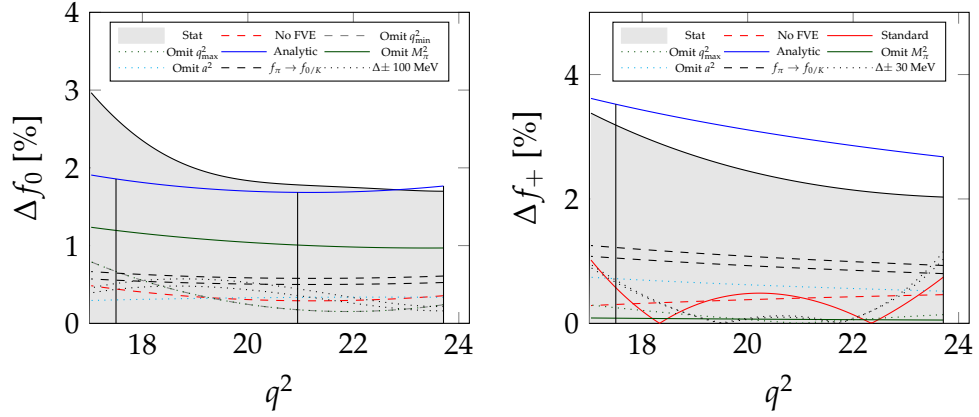 Stat No FVE Omit q²min
Omit q²max Analytic Omit M²π
Omit a² fπ → f0/K Δ± 100 MeV
4
3
2
1
0
18 20 22 24
Δf0 [%]
q²
Stat No FVE Standard
Omit q²max Analytic Omit M²π
Omit a² fπ → f0/K Δ± 30 MeV
4
2
0
18 20 22 24
Δf+ [%]
q²